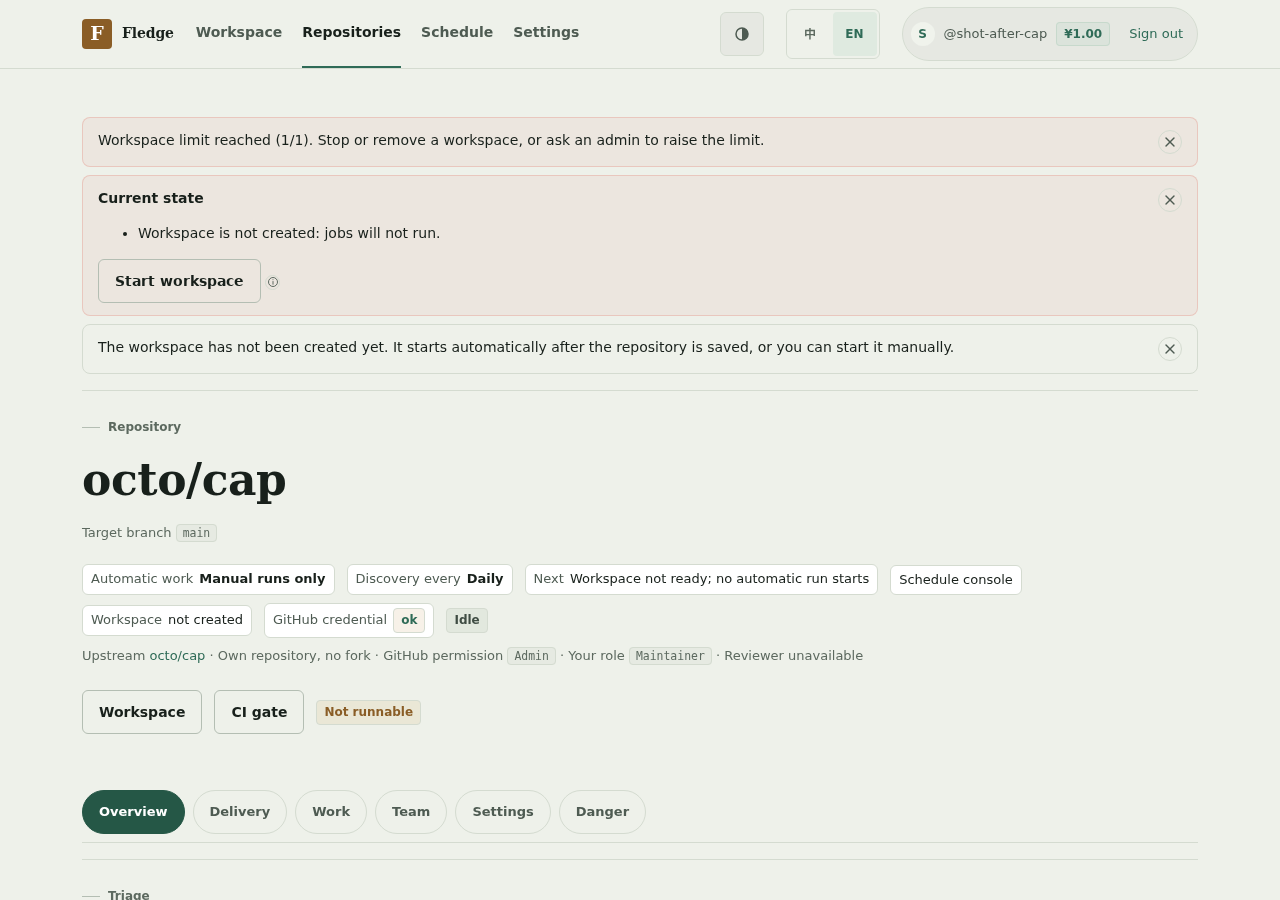 F Fledge Workspace Repositories Schedule Settings 中 EN S @shot-after-cap ¥1.00 Sign out
Workspace limit reached (1/1). Stop or remove a workspace, or ask an admin to raise the limit.
Current state
• Workspace is not created: jobs will not run.
Start workspace
The workspace has not been created yet. It starts automatically after the repository is saved, or you can start it manually.
Repository
octo/cap
Target branch main
Automatic work Manual runs only Discovery every Daily Next Workspace not ready; no automatic run starts Schedule console
Workspace not created GitHub credential ok Idle
Upstream octo/cap · Own repository, no fork · GitHub permission Admin · Your role Maintainer · Reviewer unavailable
Workspace CI gate Not runnable
Overview Delivery Work Team Settings Danger
Triage